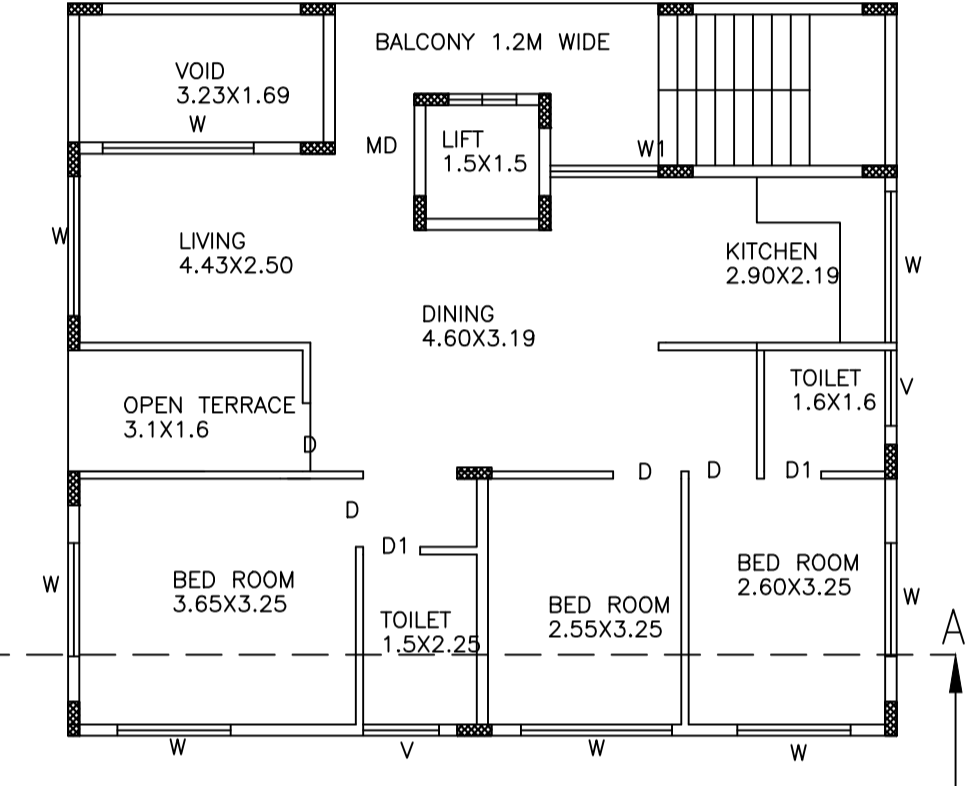 BALCONY 1.2M WIDE
VOID
3.23X1.69
W
MD
LIFT
1.5X1.5
W1
W
LIVING
4.43X2.50
KITCHEN
2.90X2.19
W
DINING
4.60X3.19
TOILET
1.6X1.6
V
OPEN TERRACE
3.1X1.6
D
D
D
D1
D
D1
W
BED ROOM
3.65X3.25
TOILET
1.5X2.25
BED ROOM
2.55X3.25
BED ROOM
2.60X3.25
W
A
W
V
W
W